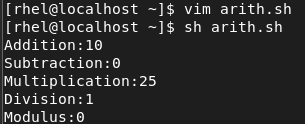 [rhel@localhost ~]$ vim arith.sh
[rhel@localhost ~]$ sh arith.sh
Addition:10
Subtraction:0
Multiplication:25
Division:1
Modulus:0